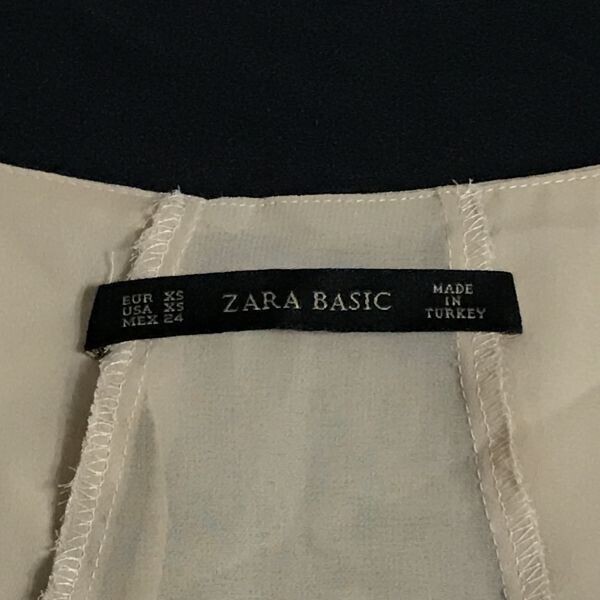 EUR XS
USA XS
MEX 24
ZARA BASIC
MADE
IN
TURKEY